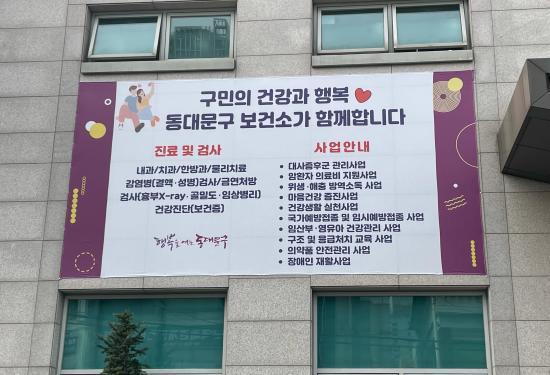 구민의 건강과 행복
동대문구 보건소가 함께합니다
진료 및 검사
내과/치과/한방과/물리치료
감염병(결핵·성병)검사/금연처방
검사(흉부X-ray·골밀도·임상병리)
건강진단(보건증)
행복을 여는 동대문구
사업안내
• 대사증후군 관리사업
• 암환자 의료비 지원사업
• 위생·해충 방역소독 사업
• 마음건강 증진사업
• 건강생활 실천사업
• 국가예방접종 및 임시예방접종 사업
• 임산부·영유아 건강관리 사업
• 구조 및 응급처치 교육 사업
• 의약품 안전관리 사업
• 장애인 재활사업